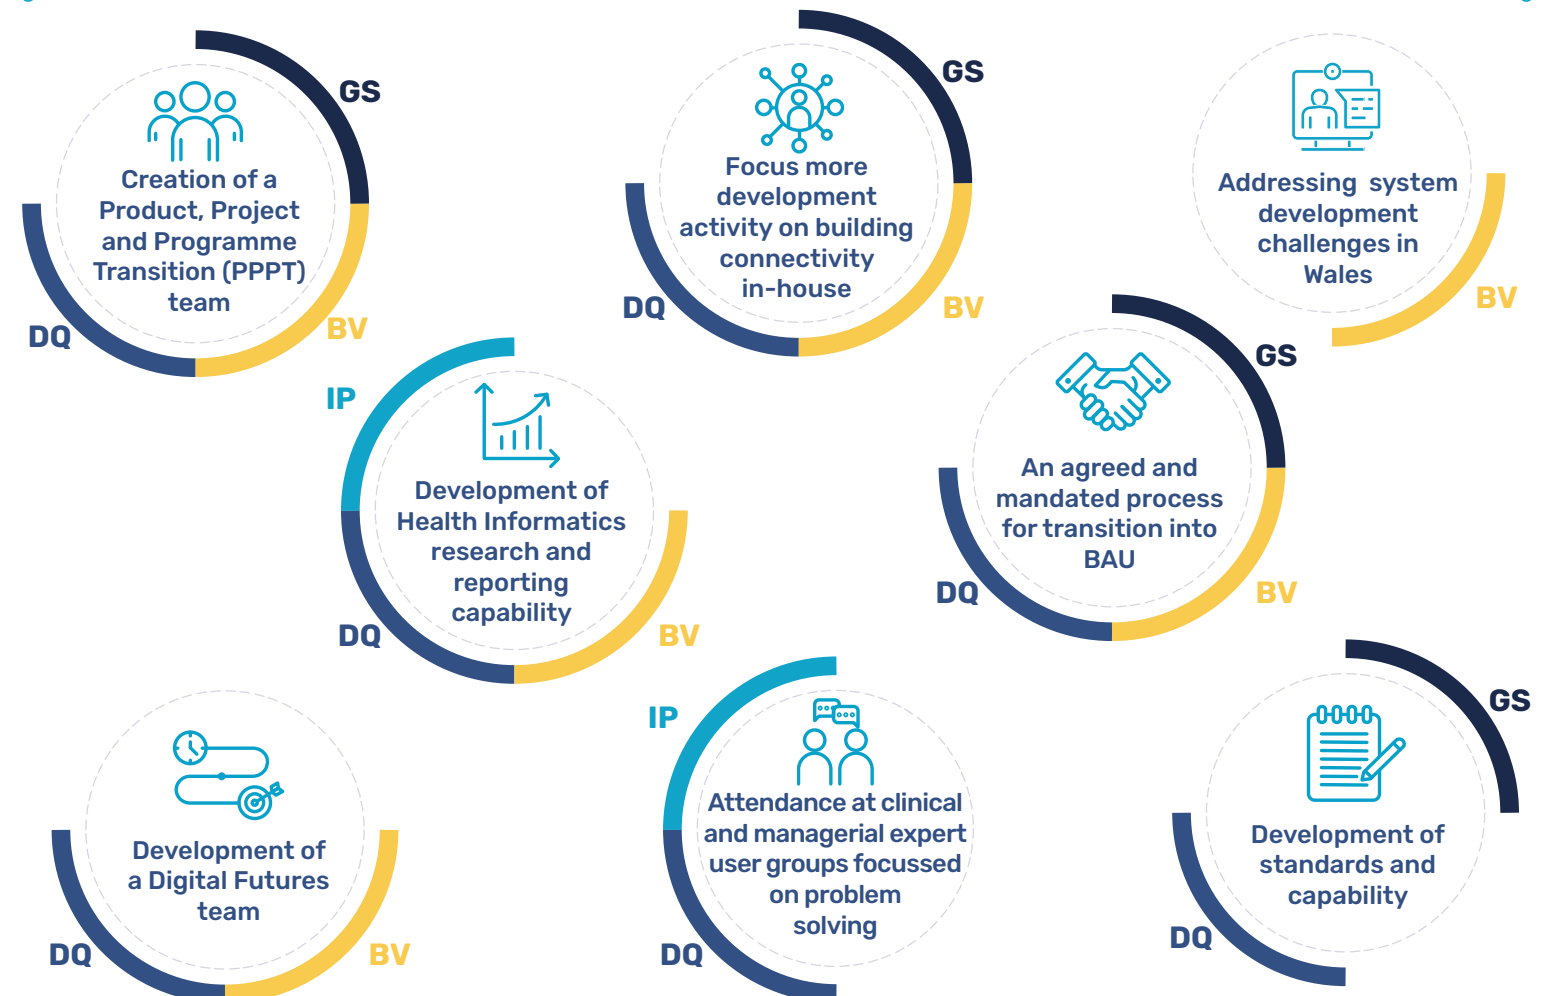 GS
Creation of a
Product, Project
and Programme
Transition (PPPT)
team
DQ
BV
GS
Focus more
development
activity on building
connectivity
in-house
DQ
BV
Addressing system
development
challenges in
Wales
BV
IP
Development of
Health Informatics
research and
reporting
capability
DQ
BV
GS
An agreed and
mandated process
for transition into
BAU
DQ
BV
Development of
a Digital Futures
team
DQ
BV
IP
Attendance at clinical
and managerial expert
user groups focussed
on problem
solving
DQ
GS
Development of
standards and
capability
DQ